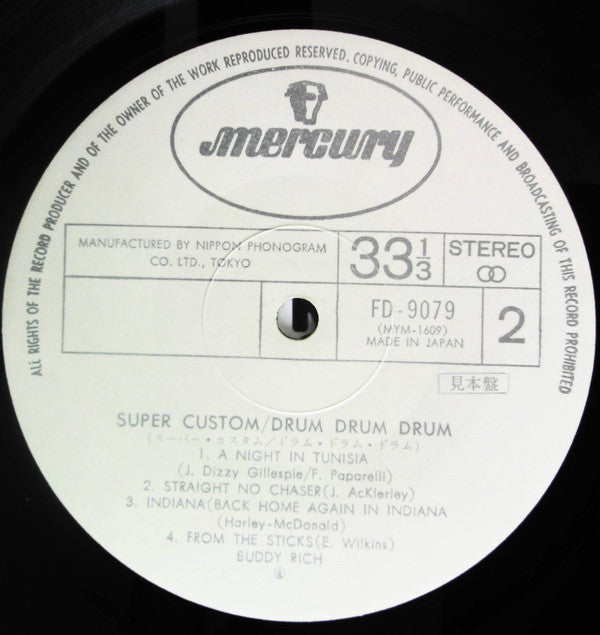 ALL RIGHTS OF THE RECORD PRODUCER AND OF THE OWNER OF THE WORK REPRODUCED RESERVED. COPYING, PUBLIC PERFORMANCE AND BROADCASTING OF THIS RECORD PROHIBITED
mercury
MANUFACTURED BY NIPPON PHONOGRAM
CO. LTD., TOKYO
33 1/3
STEREO
FD-9079
(MYM-1609)
MADE IN JAPAN
2
見本盤
SUPER CUSTOM/DRUM DRUM DRUM
(スーパー・カスタム/ドラム・ドラム・ドラム)
1. A NIGHT IN TUNISIA
(J. Dizzy Gillespie/F. Paparelli)
2. STRAIGHT NO CHASER(J. AcKlerley)
3. INDIANA(BACK HOME AGAIN IN INDIANA
(Harley-McDonald)
4. FROM THE STICKS(E. Wilkins)
BUDDY RICH